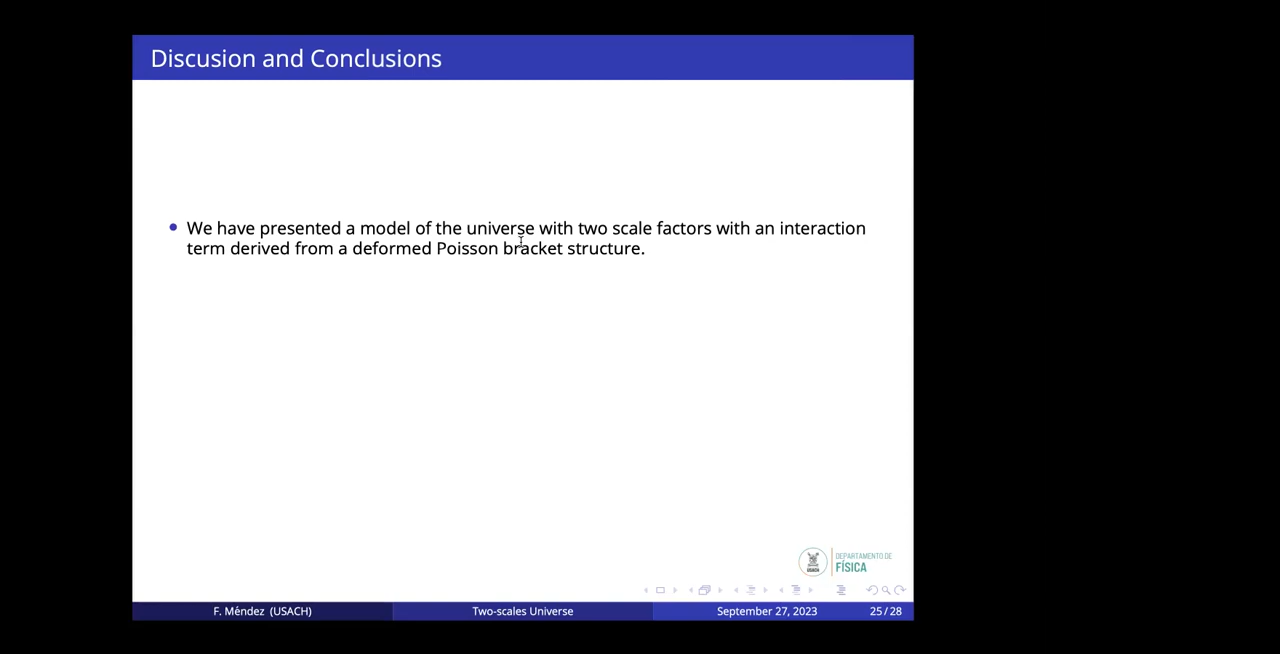 Discusion and Conclusions
We have presented a model of the universe with two scale factors with an interaction
term derived from a deformed Poisson bracket structure.
DEPARTAMENTO DE
FÍSICA
F. Méndez (USACH)
Two-scales Universe
September 27, 2023
25 / 28